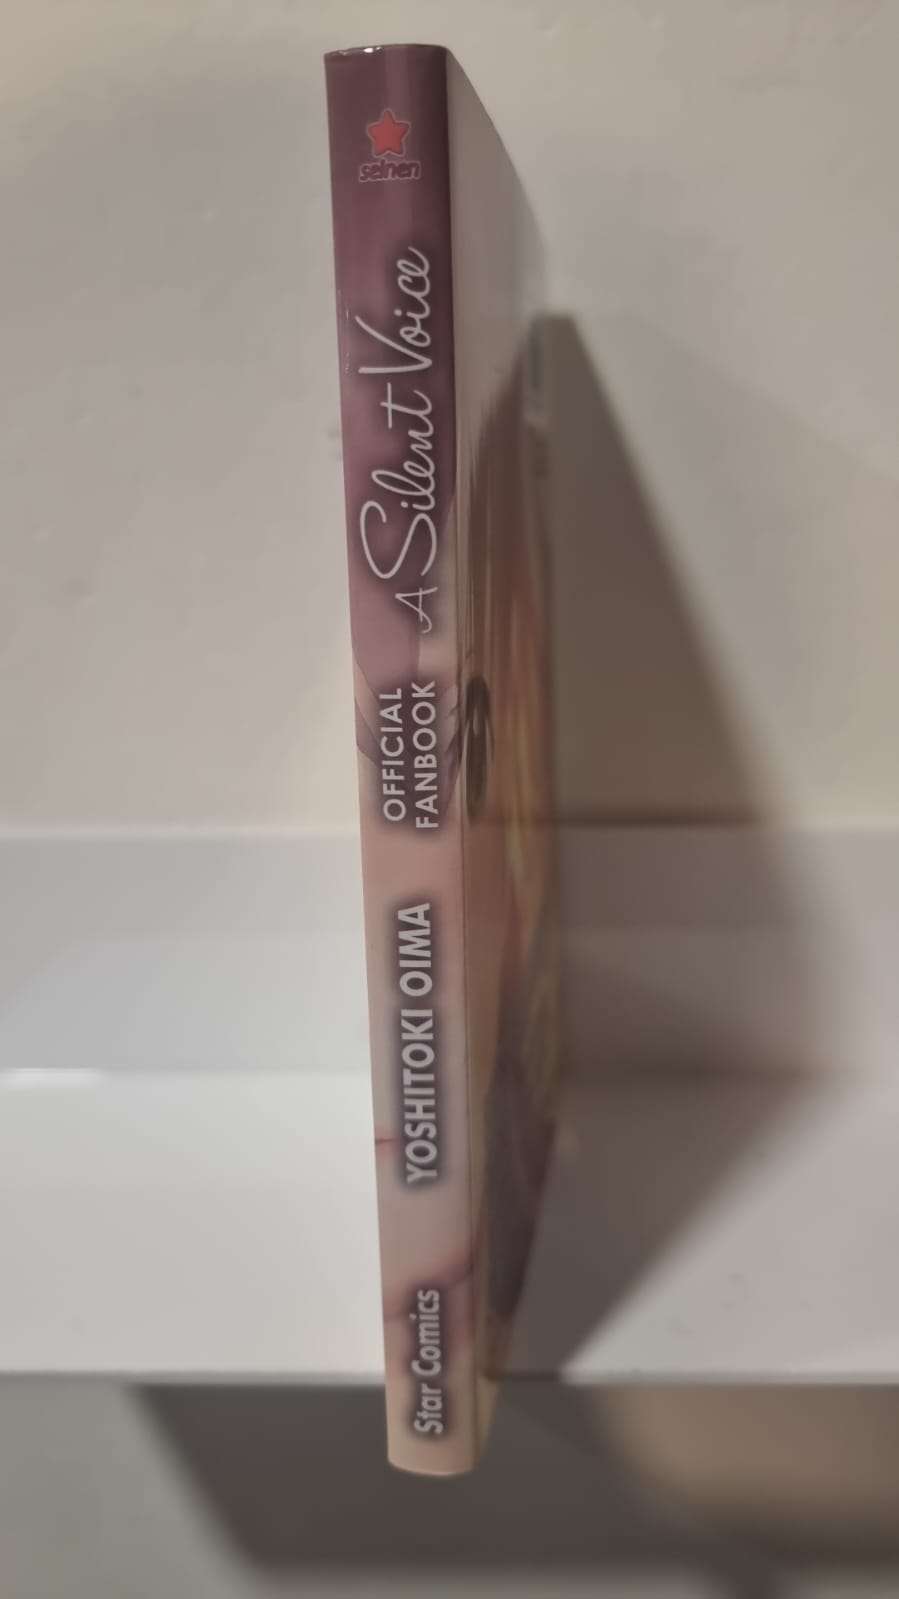 seinen
A Silent Voice
OFFICIAL
FANBOOK
YOSHITOKI OIMA
Star Comics